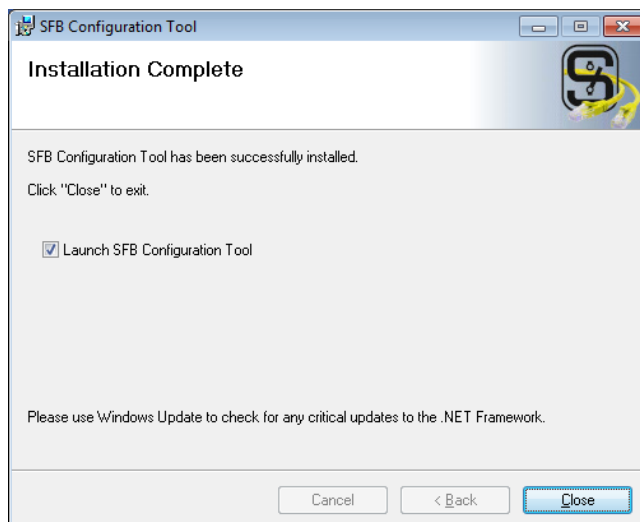 SFB Configuration Tool
Installation Complete
SFB Configuration Tool has been successfully installed.
Click "Close" to exit.
Launch SFB Configuration Tool
Please use Windows Update to check for any critical updates to the .NET Framework.
Cancel
< Back
Close